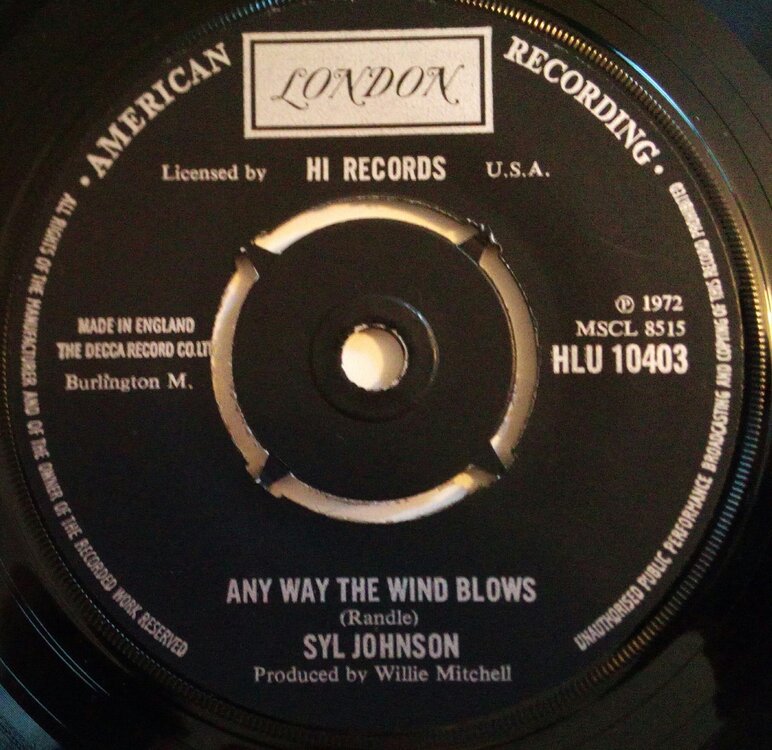 AMERICAN RECORDING
LONDON
Licensed by HI RECORDS U.S.A.
MADE IN ENGLAND
THE DECCA RECORD CO.LT
Burlington M.
℗ 1972
MSCL 8515
HLU 10403
ANY WAY THE WIND BLOWS
(Randle)
SYL JOHNSON
Produced by Willie Mitchell
ALL RIGHTS OF THE MANUFACTURER AND OF THE OWNER OF THE RECORDED WORK RESERVED
UNAUTHORISED PUBLIC PERFORMANCE BROADCASTING AND COPYING OF THIS RECORD PROHIBITED